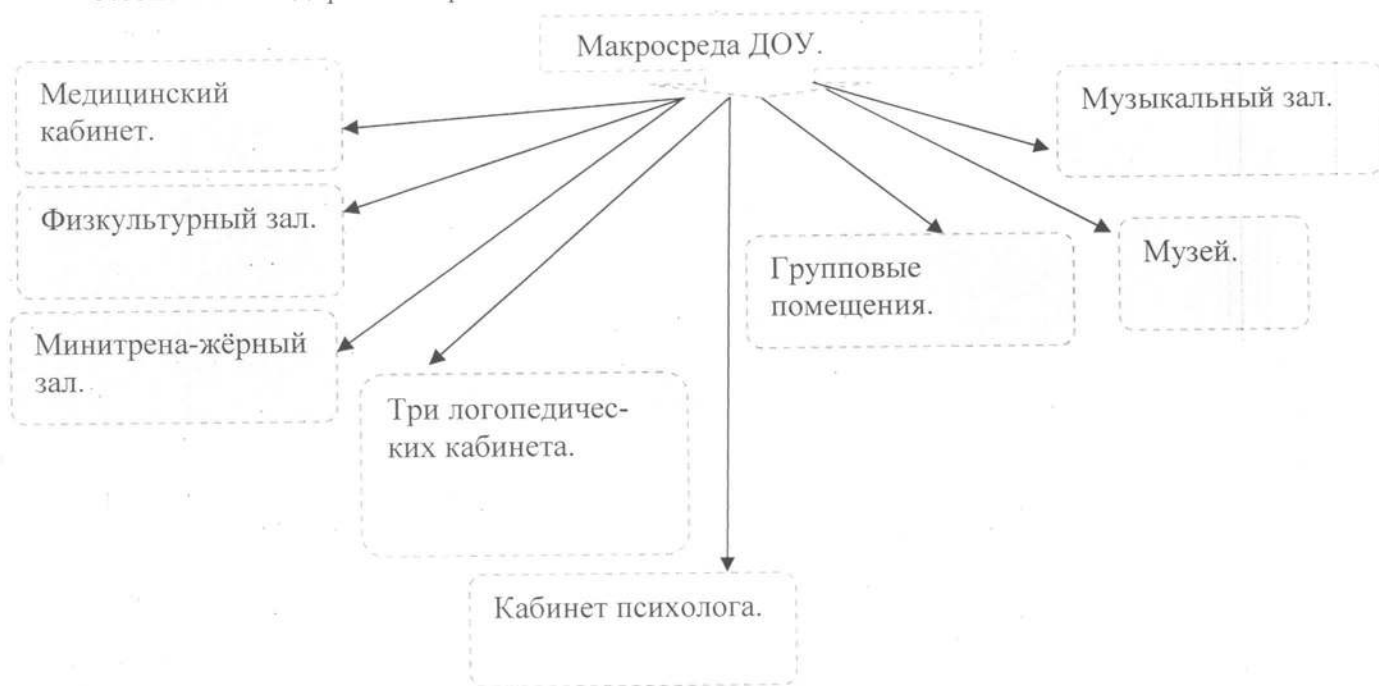 Макросреда ДОУ.
Медицинский
кабинет.
Музыкальный зал.
Физкультурный зал.
Групповые
помещения.
Музей.
Минитрена-жёрный
зал.
Три логопедичес-
ких кабинета.
Кабинет психолога.